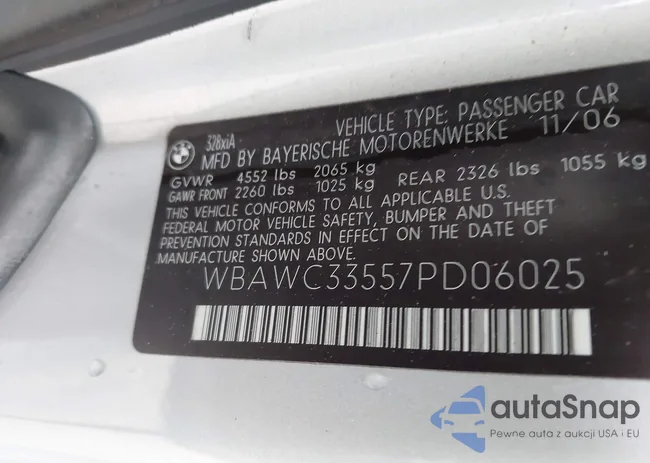 BMW
328xiA VEHICLE TYPE: PASSENGER CAR
MFD BY BAYERISCHE MOTORENWERKE 11/06
GVWR 4552 lbs 2065 kg
GAWR FRONT 2260 lbs 1025 kg REAR 2326 lbs 1055 kg
THIS VEHICLE CONFORMS TO ALL APPLICABLE U.S.
FEDERAL MOTOR VEHICLE SAFETY, BUMPER AND THEFT
PREVENTION STANDARDS IN EFFECT ON THE DATE OF
MANUFACTURE SHOWN ABOVE.
WBAWC33557PD06025
autaSnap
Pewne auta z aukcji USA i EU